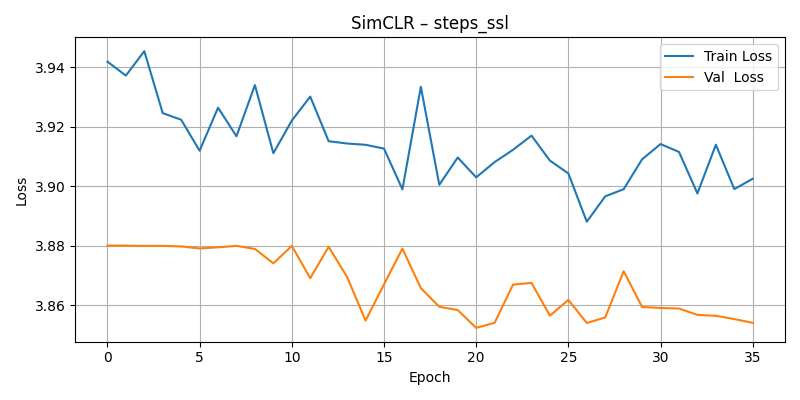 SimCLR – steps_ssl
Train Loss
Val  Loss
3.94
3.92
3.90
3.88
3.86
Loss
0
5
10
15
20
25
30
35
Epoch